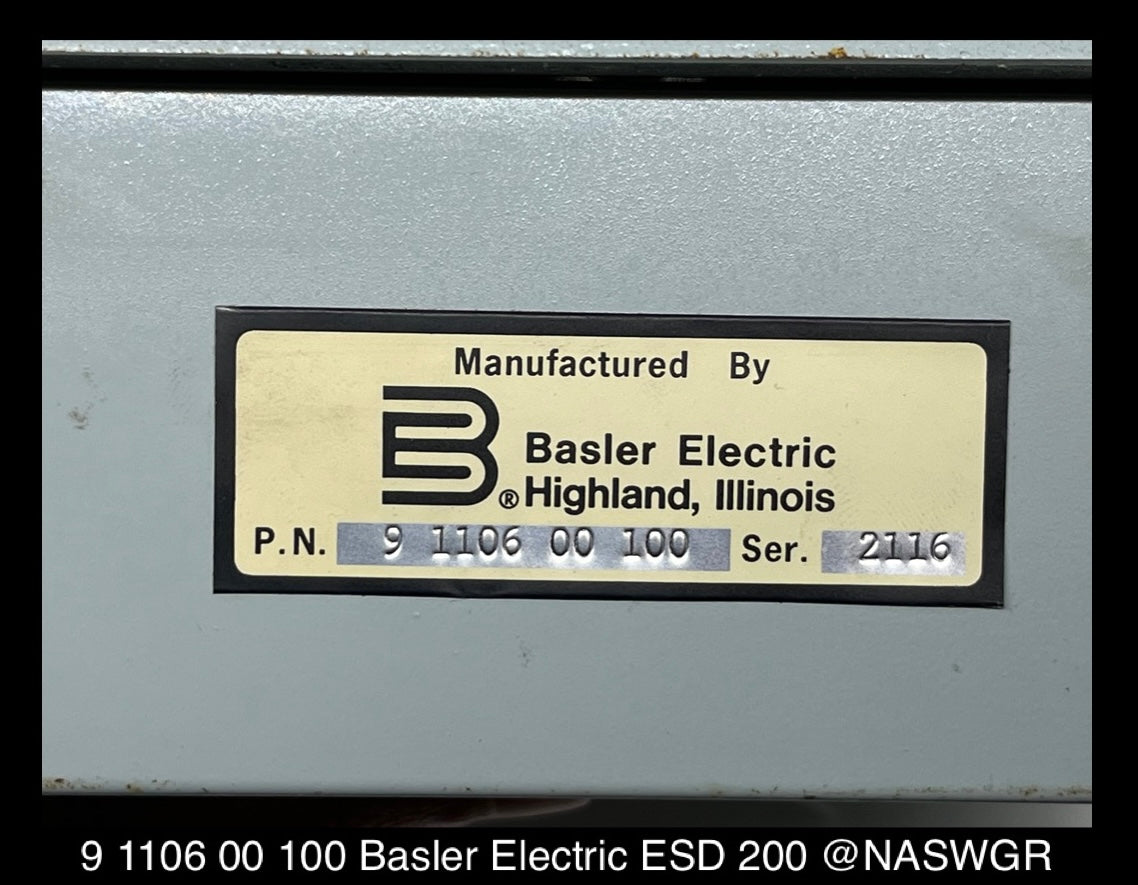 Manufactured By
Basler Electric
® Highland, Illinois
P.N. 9 1106 00 100 Ser. 2116
9 1106 00 100 Basler Electric ESD 200 @NASWGR